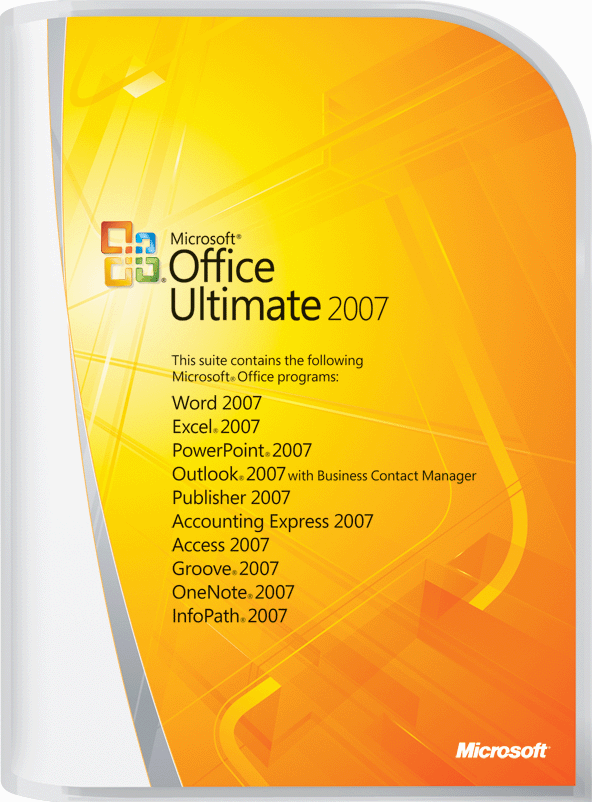 Microsoft®
Office
Ultimate 2007
This suite contains the following
Microsoft® Office programs:
Word 2007
Excel® 2007
PowerPoint® 2007
Outlook® 2007 with Business Contact Manager
Publisher 2007
Accounting Express 2007
Access 2007
Groove® 2007
OneNote® 2007
InfoPath® 2007
Microsoft®